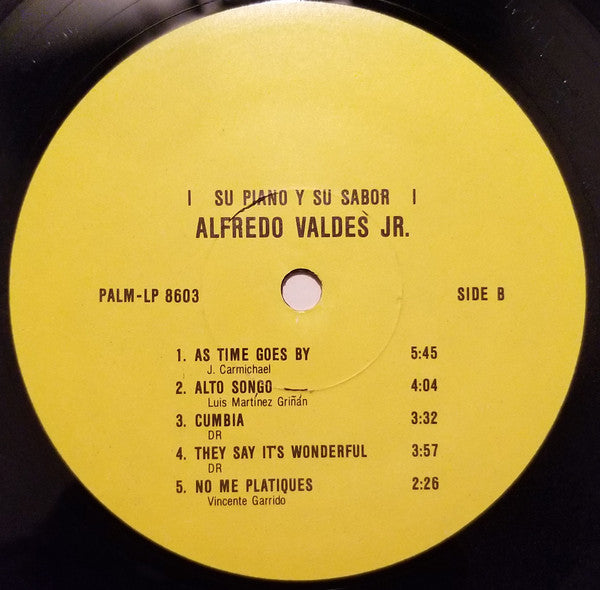 | SU PIANO Y SU SABOR |
ALFREDO VALDES̀ JR.
PALM-LP 8603 SIDE B
1. AS TIME GOES BY 5:45
J. Carmichael
2. ALTO SONGO — 4:04
Luis Martínez Griñán
3. CUMBIA 3:32
DR
4. THEY SAY IT'S WONDERFUL 3:57
DR
5. NO ME PLATIQUES 2:26
Vincente Garrido